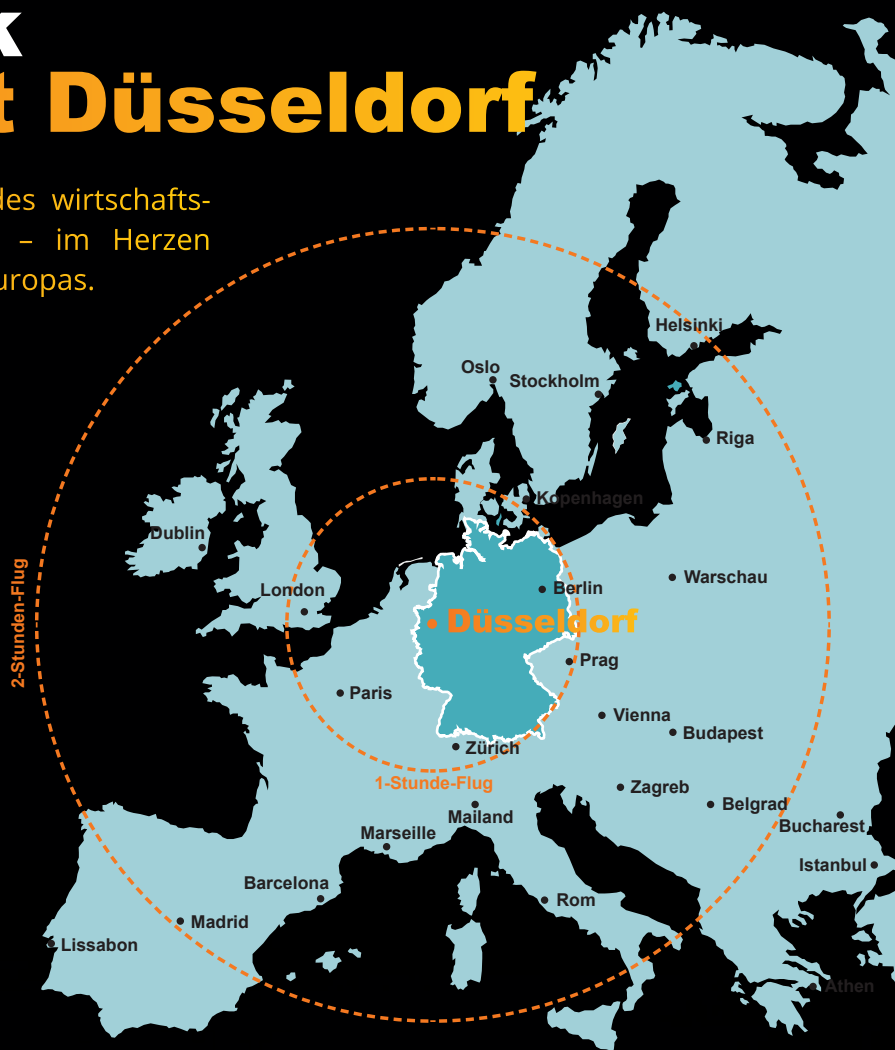 k
t Düsseldorf
des wirtschafts-
– im Herzen
uropas.
Helsinki
Oslo
Stockholm
Riga
Kopenhagen
Dublin
2-Stunden-Flug
London
Berlin
Warschau
Düsseldorf
Prag
Paris
Vienna
Budapest
Zürich
1-Stunde-Flug
Zagreb
Mailand
Belgrad
Bucharest
Marseille
Istanbul
Barcelona
Rom
Madrid
Lissabon
Athen